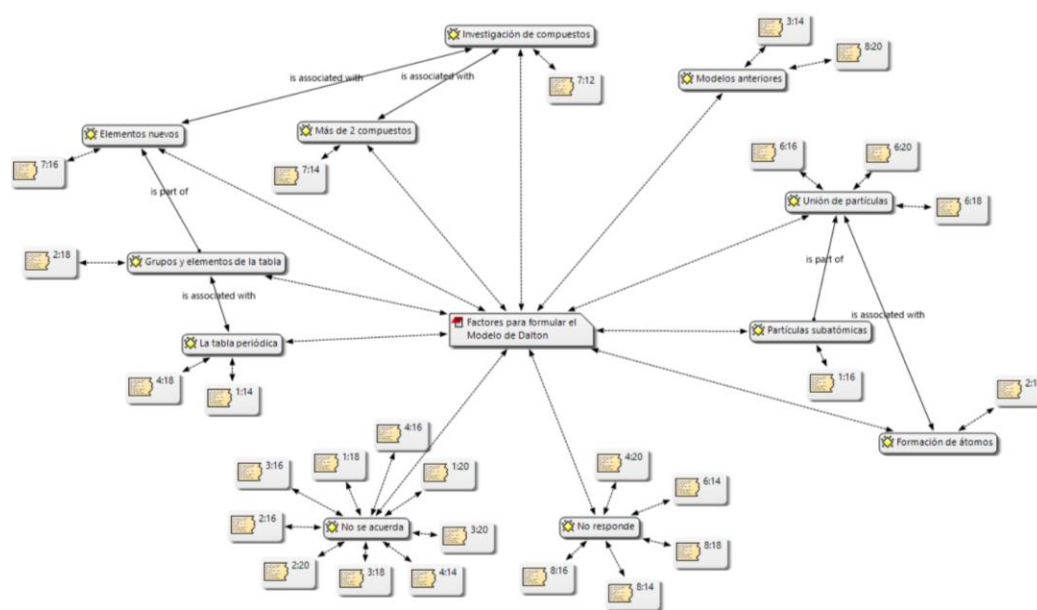 3:14
Investigación de compuestos
8:20
is associated with
is associated with
Modelos anteriores
7:12
Elementos nuevos
Más de 2 compuestos
6:16
6:20
7:16
7:14
is part of
Unión de partículas
6:18
2:18
Grupos y elementos de la tabla
is part of
is associated with
is associated with
Factores para formular el
Modelo de Dalton
Partículas subatómicas
La tabla periódica
4:18
1:14
1:16
Formación de átomos
4:16
3:16
1:18
1:20
4:20
6:14
2:16
No se acuerda
3:20
No responde
8:18
2:20
3:18
4:14
8:16
8:14